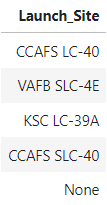 Launch_Site
CCAFS LC-40
VAFB SLC-4E
KSC LC-39A
CCAFS SLC-40
None